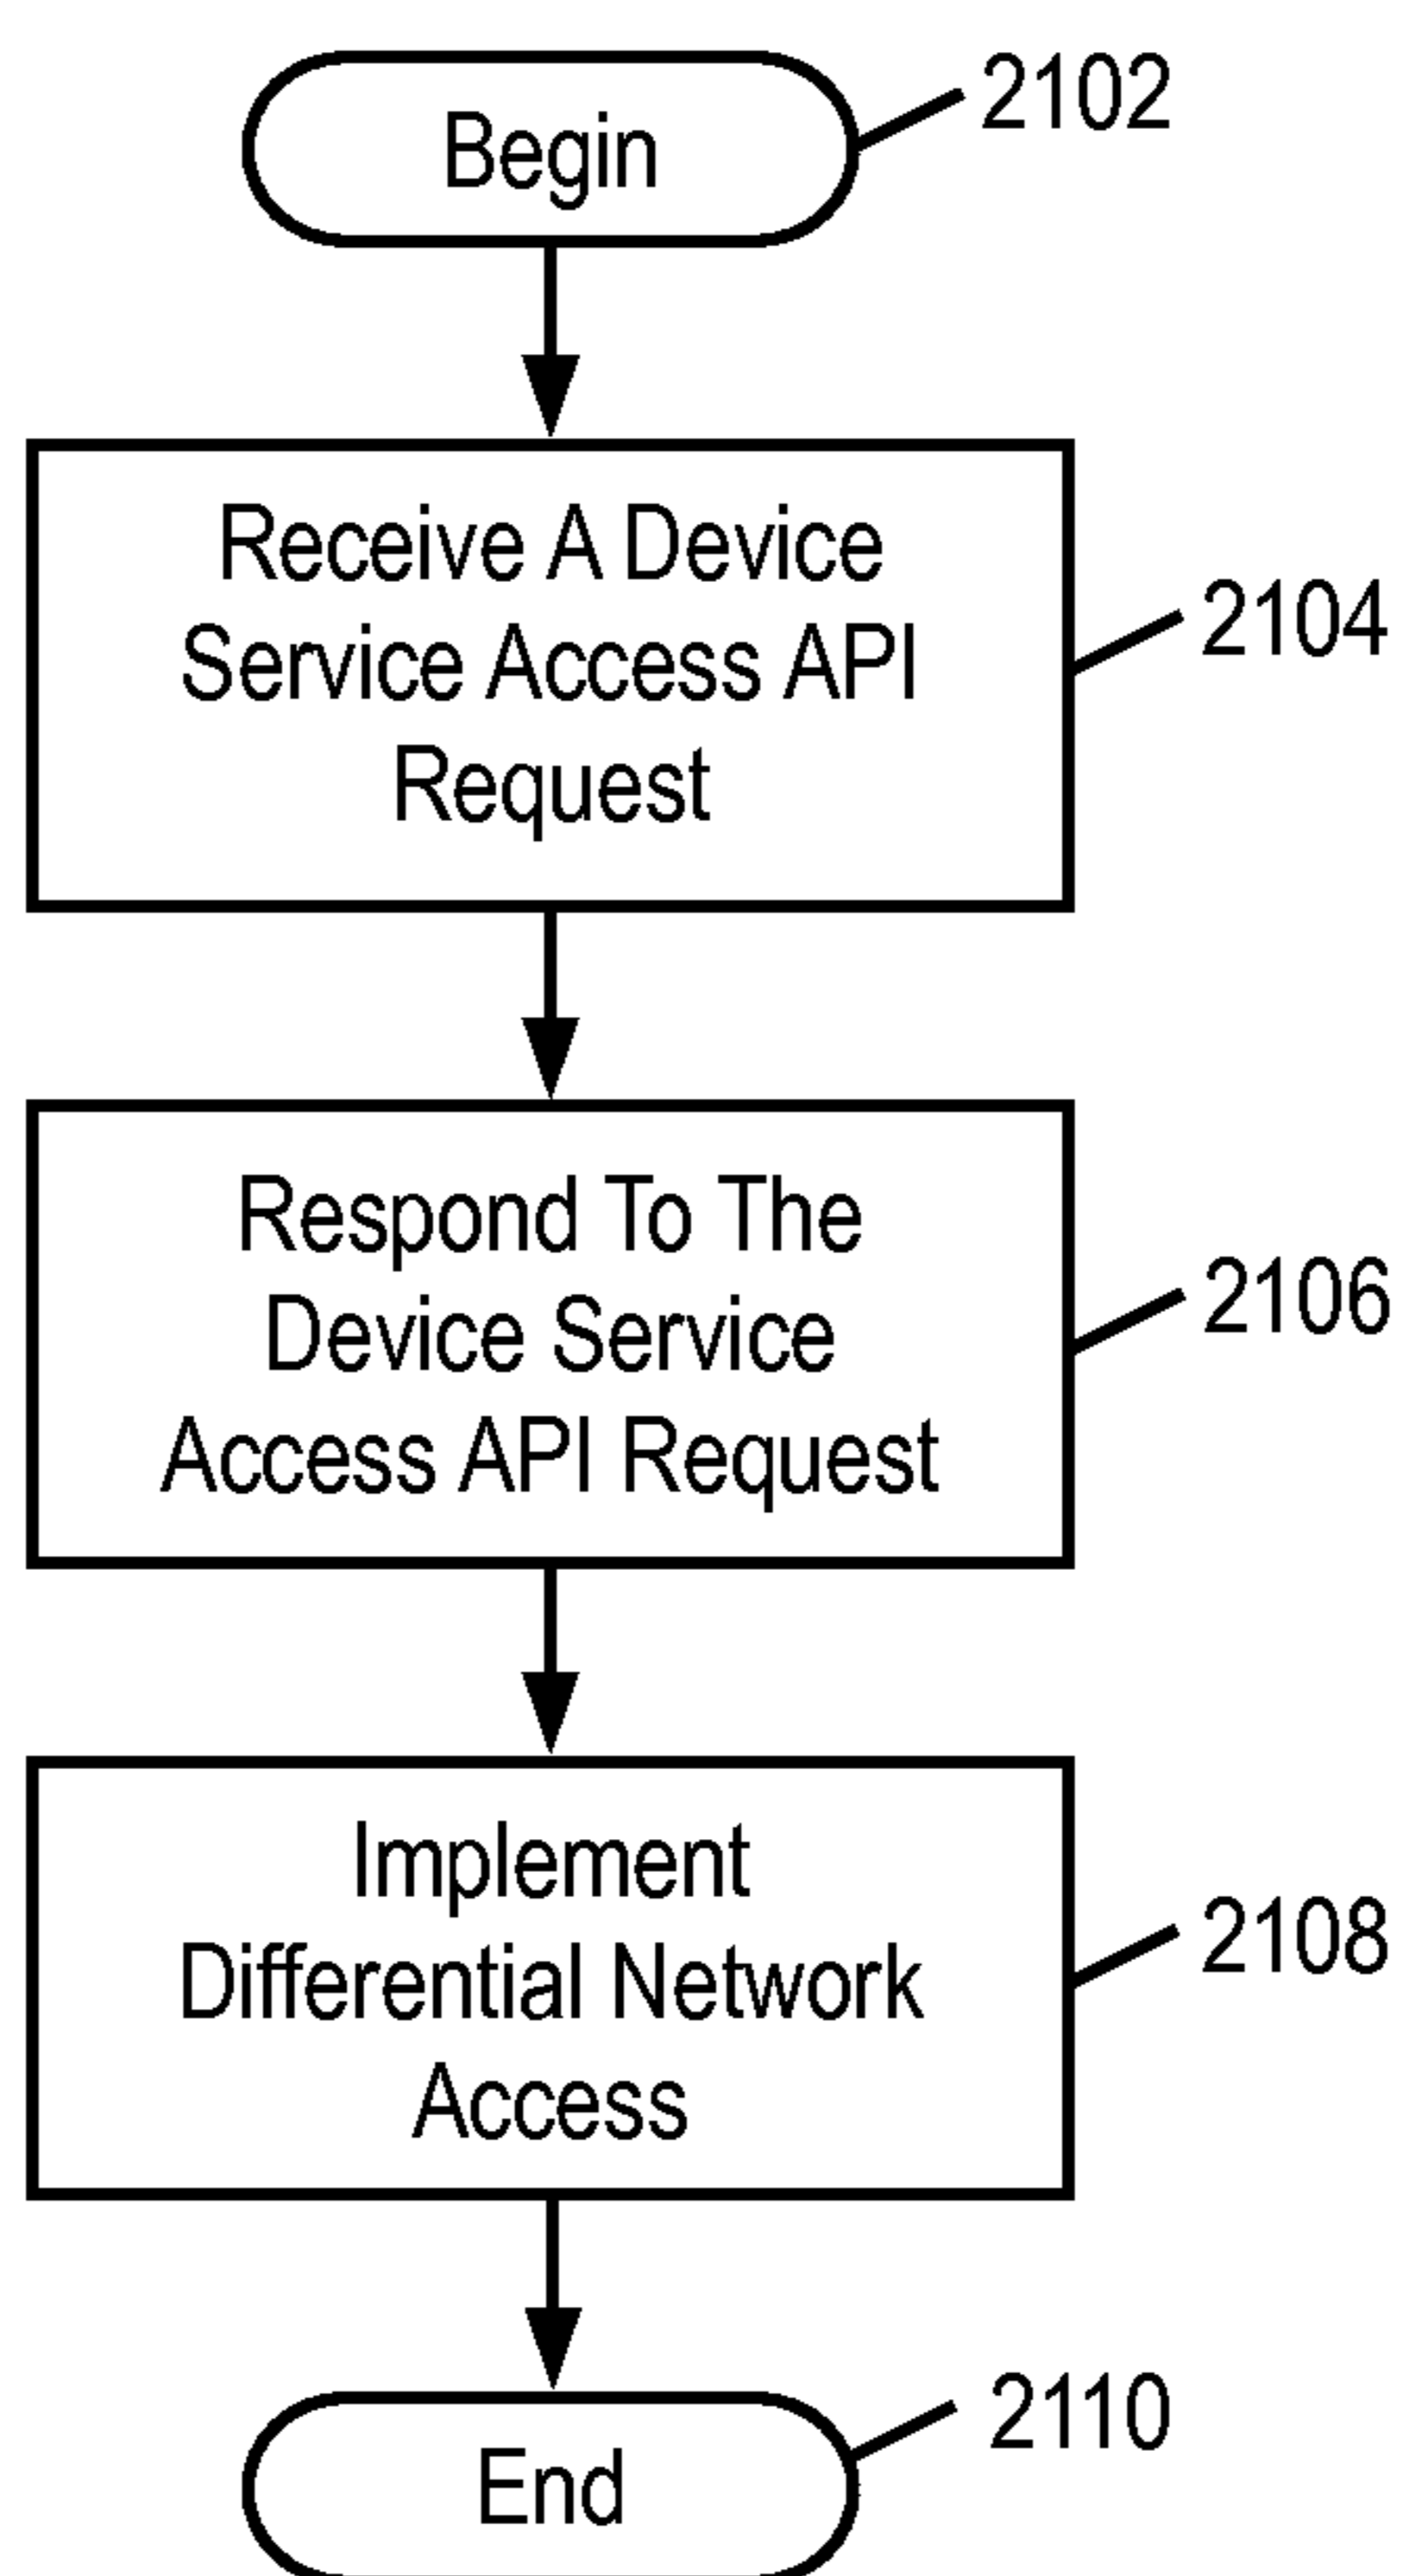 Begin
2102
Receive A Device
Service Access API
Request
2104
Respond To The
Device Service
Access API Request
2106
Implement
Differential Network
Access
2108
End
2110